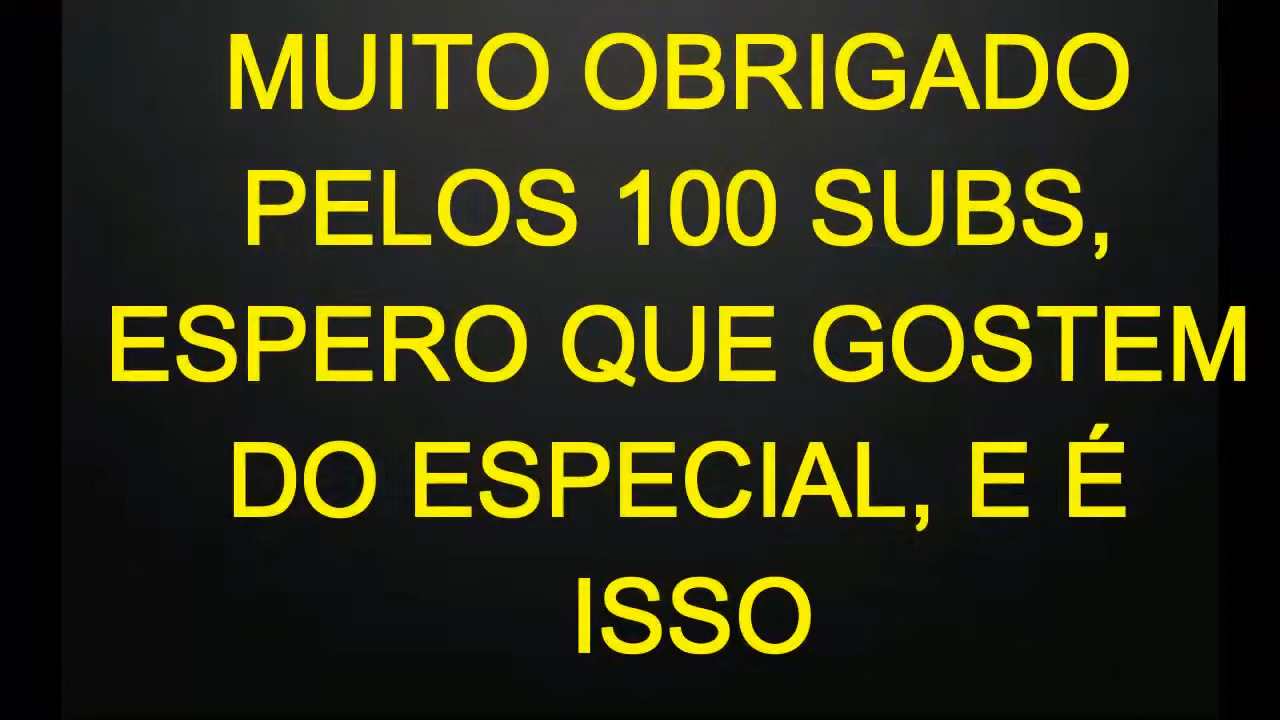 MUITO OBRIGADO
PELOS 100 SUBS,
ESPERO QUE GOSTEM
DO ESPECIAL, E É
ISSO